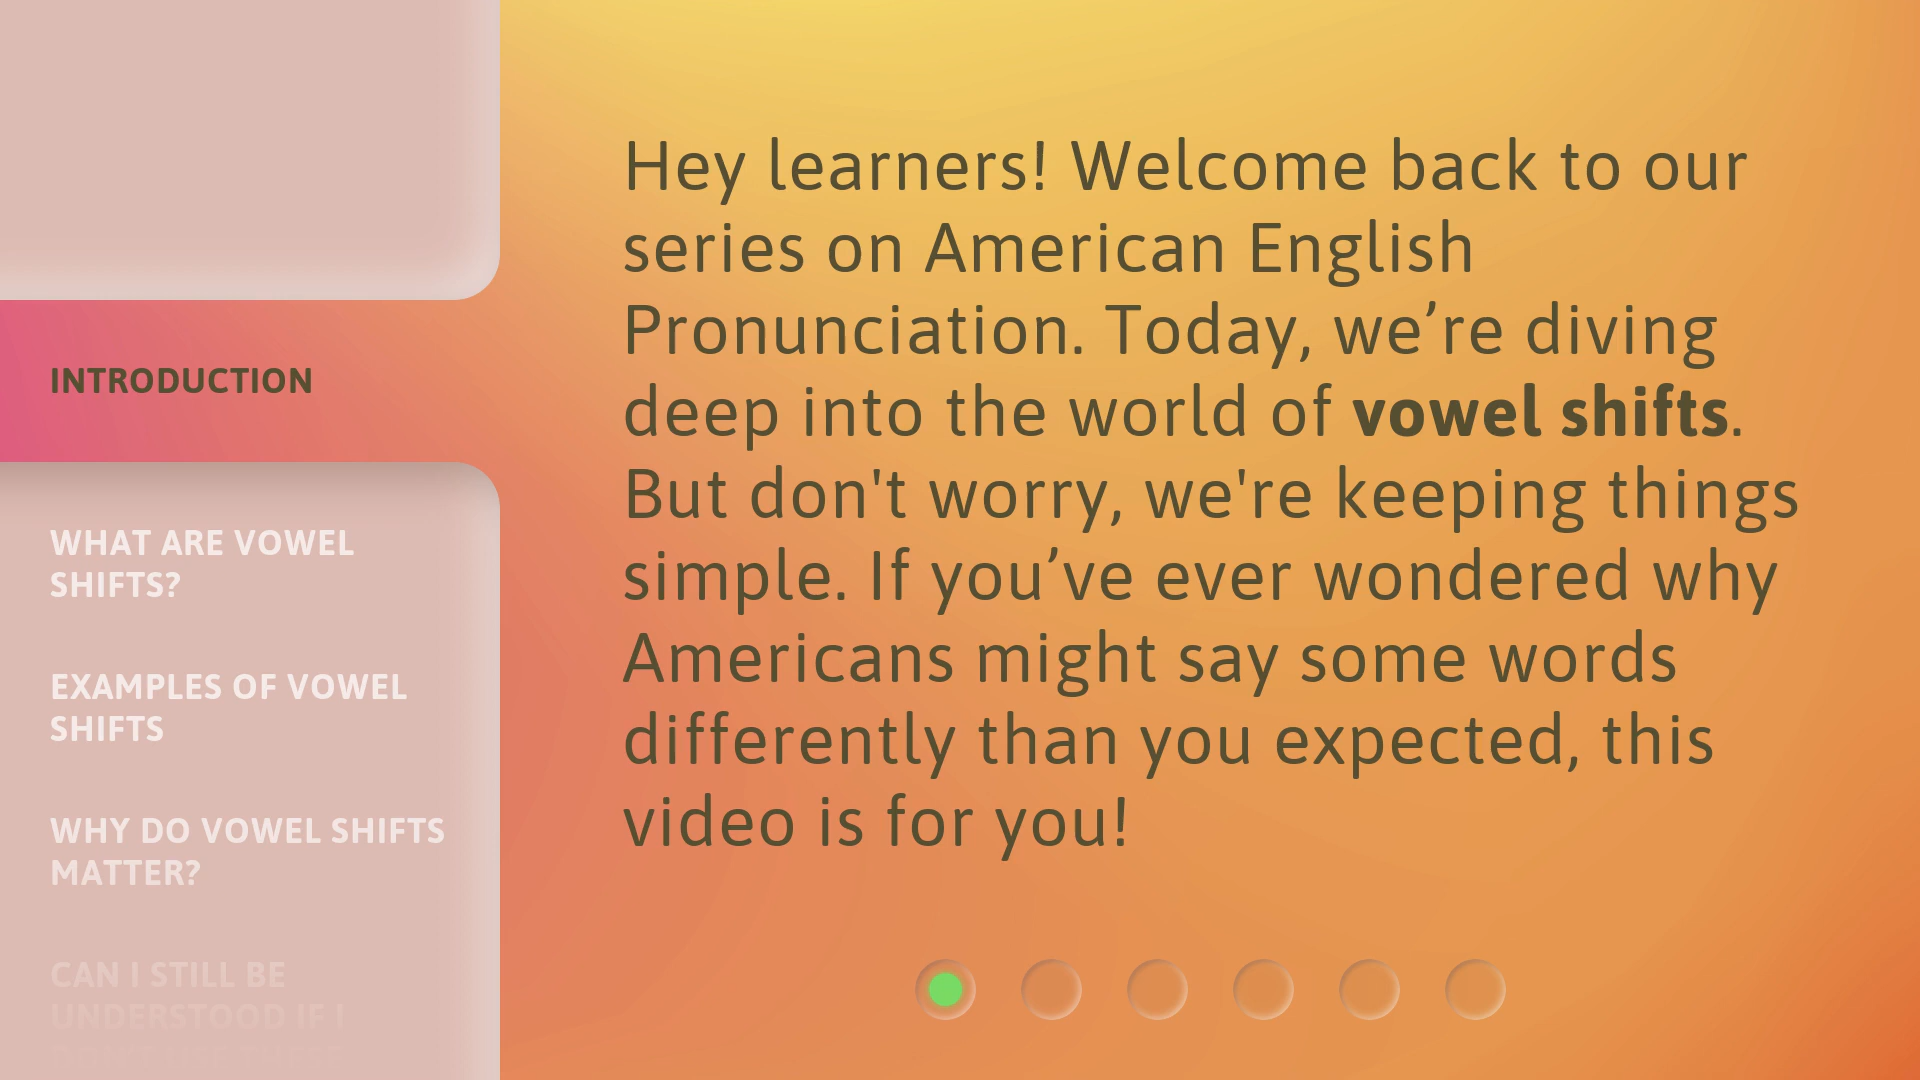 INTRODUCTION
WHAT ARE VOWEL
SHIFTS?
EXAMPLES OF VOWEL
SHIFTS
WHY DO VOWEL SHIFTS
MATTER?
CAN I STILL BE
UNDERSTOOD IF I
Hey learners! Welcome back to our
series on American English
Pronunciation. Today, we’re diving
deep into the world of vowel shifts.
But don't worry, we're keeping things
simple. If you’ve ever wondered why
Americans might say some words
differently than you expected, this
video is for you!